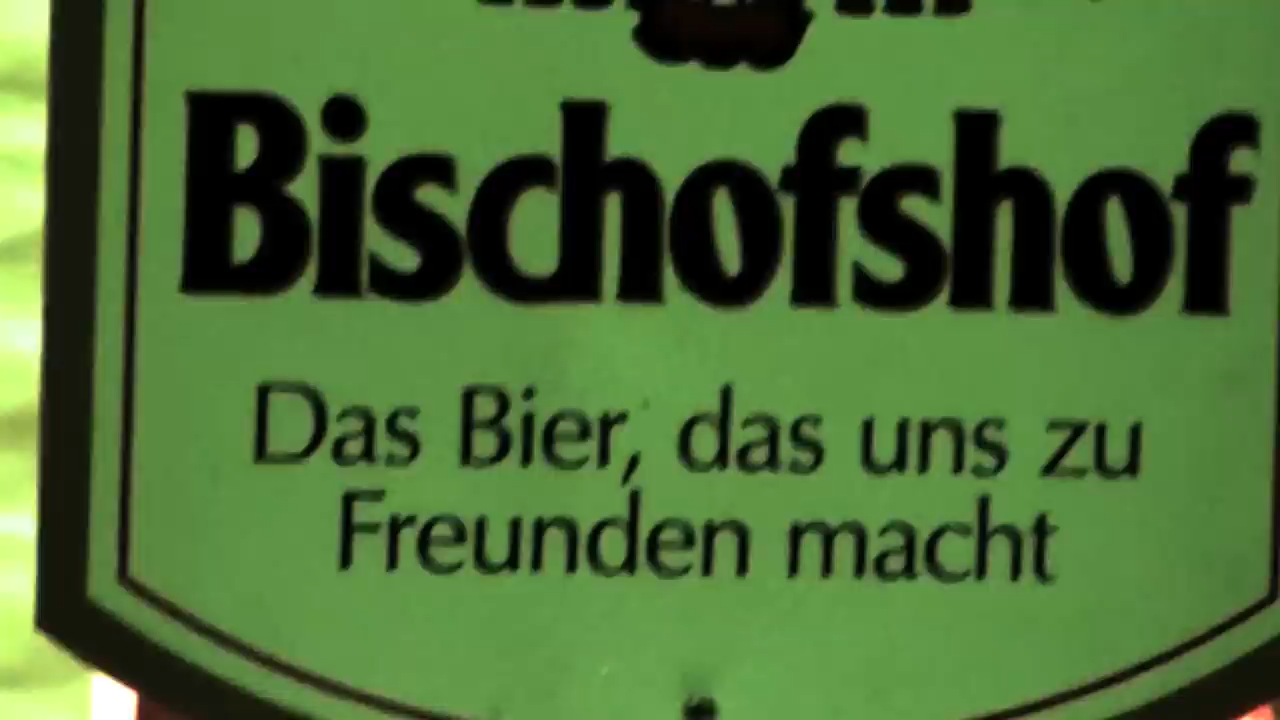 Bischofshof
Das Bier, das uns zu
Freunden macht